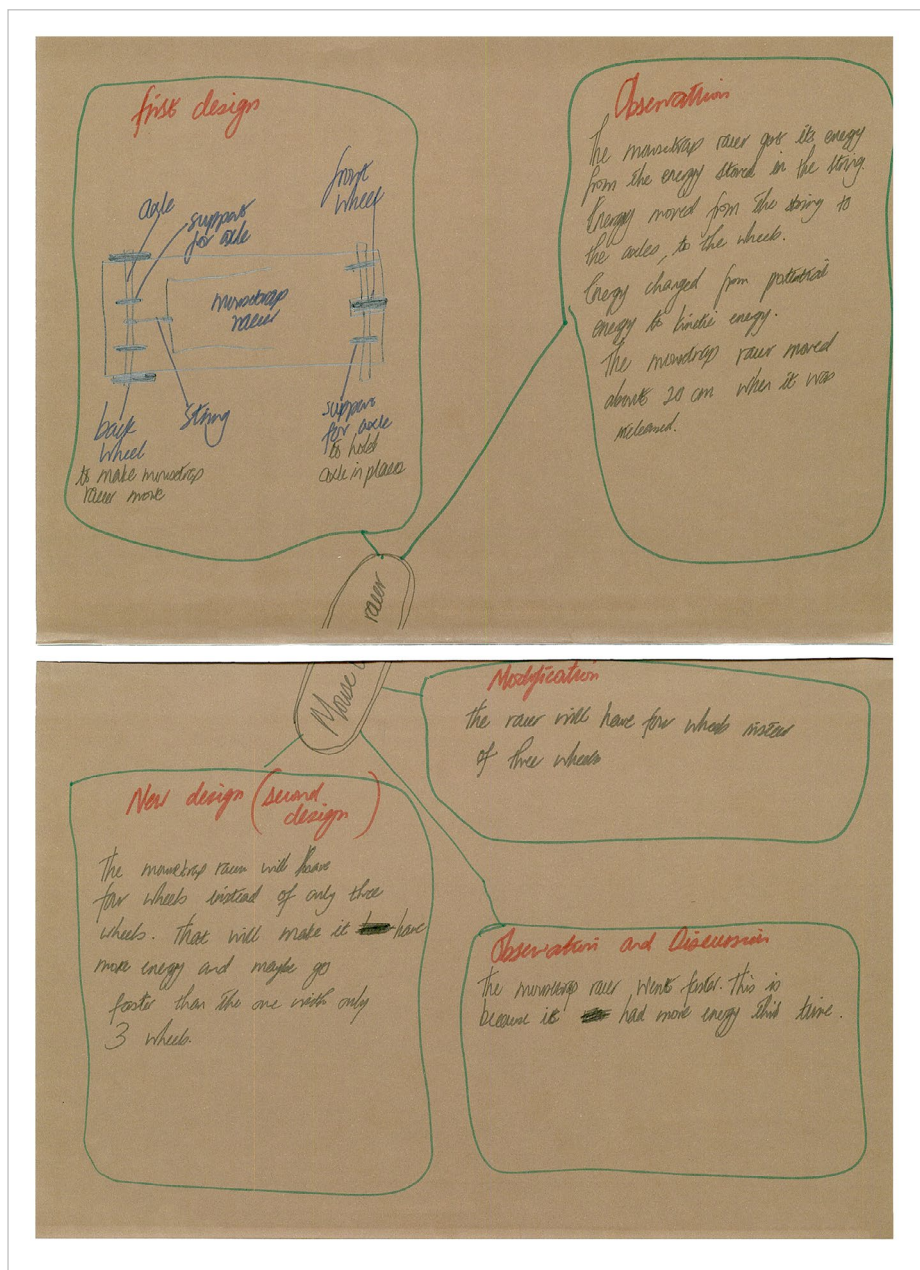 first design
axle
support
for axle
front
wheel
mousetrap
racer
back
wheel
to make mousetrap
racer move
String
support
for axle
to hold
axle in place
Observation
The mousetrap racer gets its energy
from the energy stored in the string.
Energy moved from the string to
the axles, to the wheels.
Energy changed from potential
energy to kinetic energy.
The mousetrap racer moved
about 20 cm when it was
released.
racer
Mouse
Modification
the racer will have four wheels instead
of three wheels
New design (second
design)
The mousetrap racer will have
four wheels instead of only three
wheels. That will make it have
more energy and maybe go
faster than the one with only
3 wheels.
Observation and Discussion
The mousetrap racer went faster. This is
because it had more energy this time.